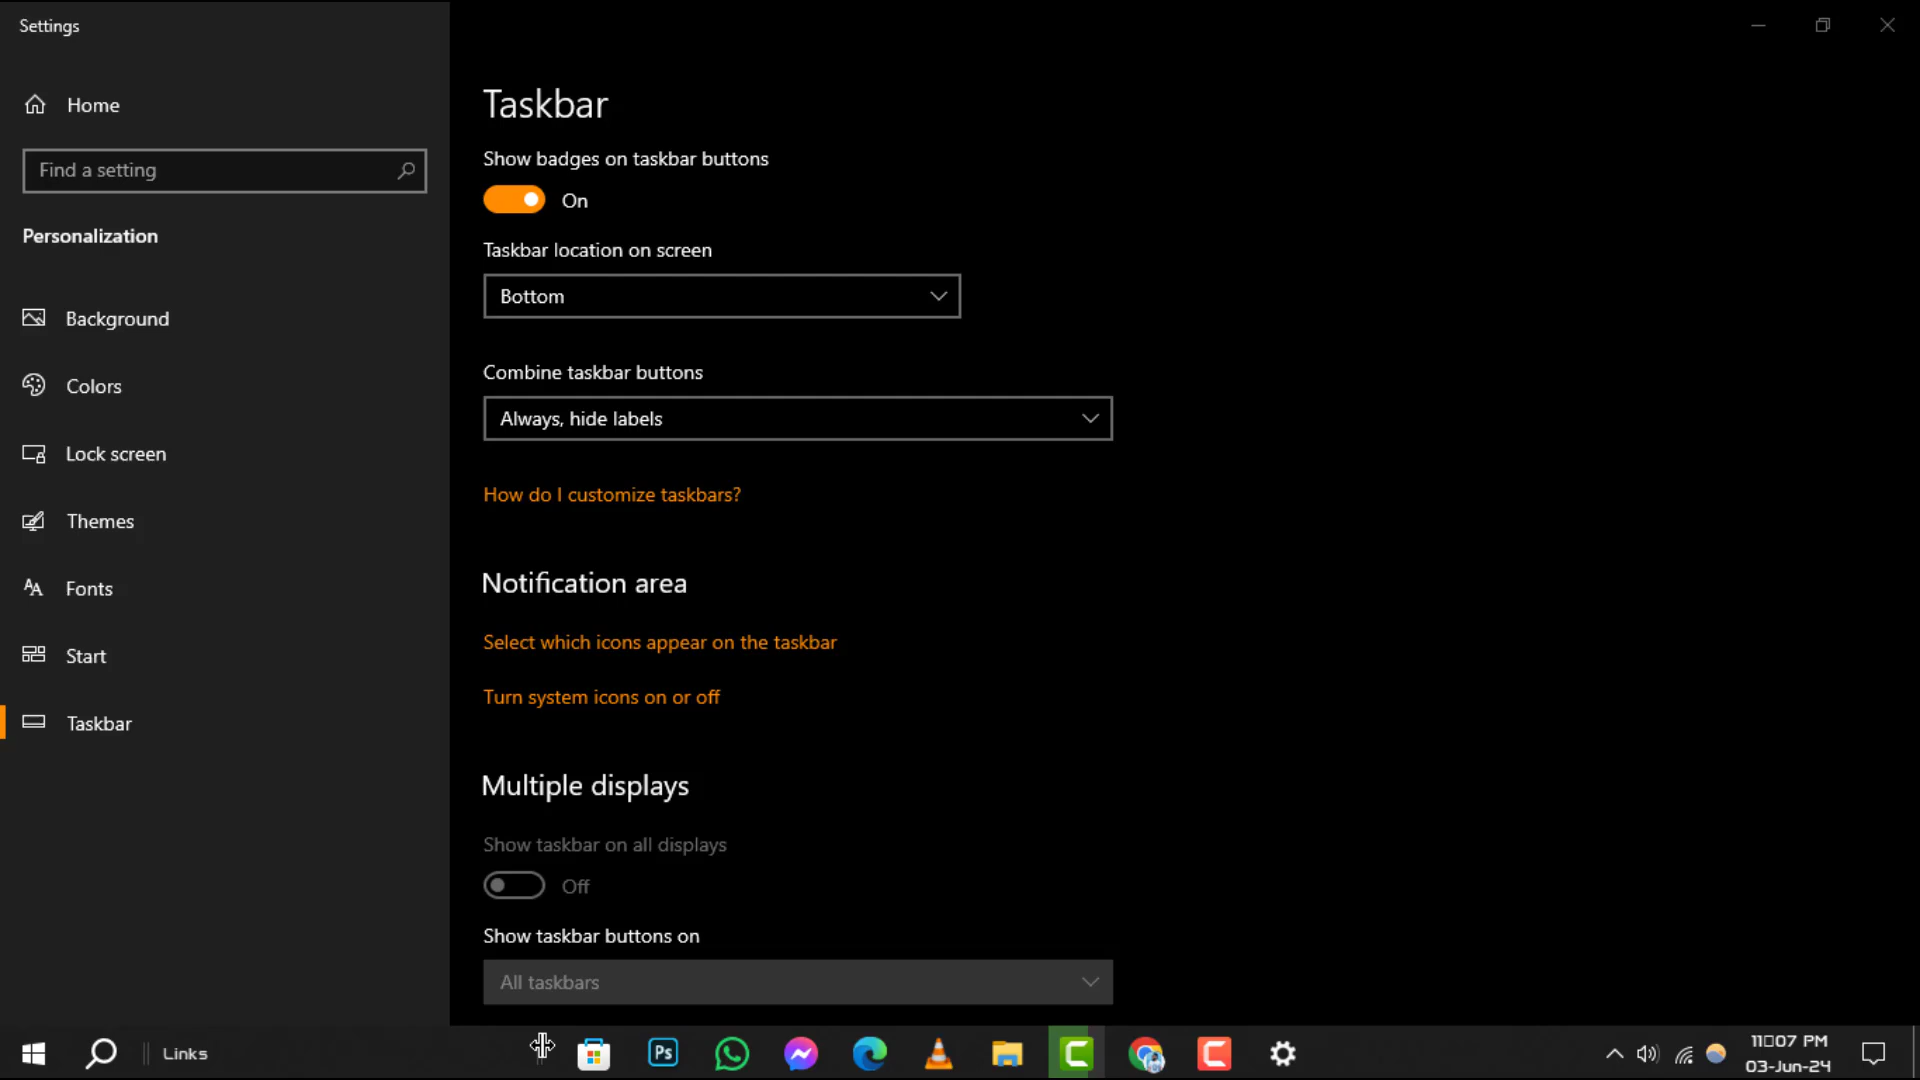 Settings
Home
Find a setting
Personalization
Background
Colors
Lock screen
Themes
Fonts
Start
Taskbar
Taskbar
Show badges on taskbar buttons
On
Taskbar location on screen
Bottom
Combine taskbar buttons
Always, hide labels
How do I customize taskbars?
Notification area
Select which icons appear on the taskbar
Turn system icons on or off
Multiple displays
Show taskbar on all displays
Off
Show taskbar buttons on
All taskbars
Links
Ps
11□07 PM
03-Jun-24